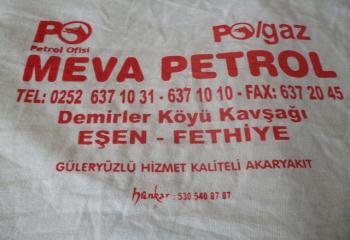 PO PO/gaz
Petrol Ofisi
MEVA PETROL
TEL: 0252 637 10 31 - 637 10 10 - FAX: 637 20 45
Demirler Köyü Kavşağı
EŞEN - FETHİYE
GÜLERYÜZLÜ HİZMET KALİTELİ AKARYAKIT
hünkar : 530 540 87 87